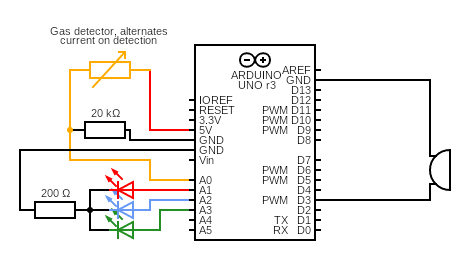 Gas detector, alternates
current on detection
20 kΩ
200 Ω
ARDUINO
UNO r3
IOREF
RESET
3.3V
5V
GND
GND
Vin
A0
A1
A2
A3
A4
A5
AREF
GND
D13
D12
PWM D11
PWM D10
PWM D9
D8
D7
PWM D6
PWM D5
D4
PWM D3
D2
TX D1
RX D0